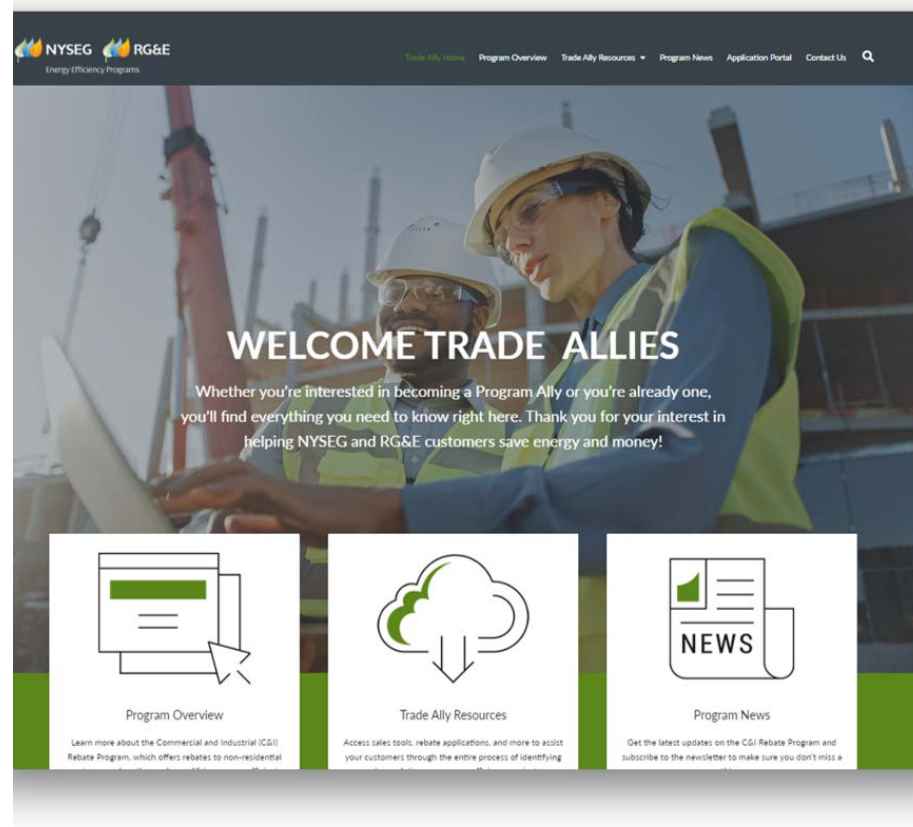 NYSEG RG&E
Energy Efficiency Programs
Trade Ally Home Program Overview Trade Ally Resources Program News Application Portal Contact Us
WELCOME TRADE ALLIES
Whether you're interested in becoming a Program Ally or you're already one,
you'll find everything you need to know right here. Thank you for your interest in
helping NYSEG and RG&E customers save energy and money!
NEWS
Program Overview
Learn more about the Commercial and Industrial (C&I)
Rebate Program, which offers rebates to non-residential
Trade Ally Resources
Access sales tools, rebate applications, and more to assist
your customers through the entire process of identifying
Program News
Get the latest updates on the C&I Rebate Program and
subscribe to the newsletter to make sure you don't miss a